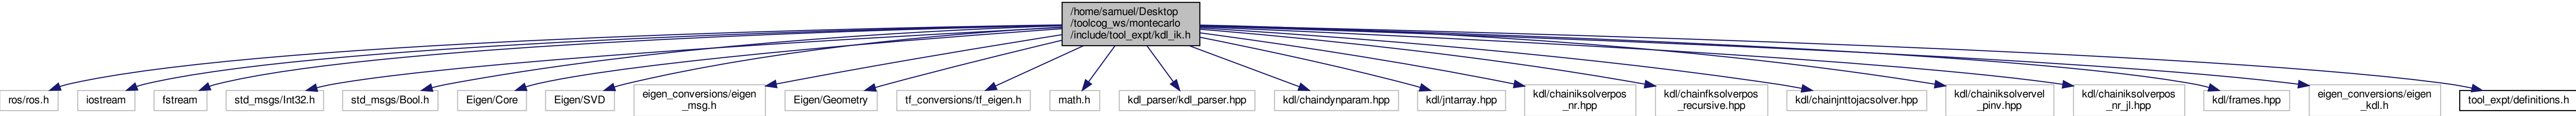 /home/samuel/Desktop
/toolcog_ws/montecarlo
/include/tool_expt/kdl_ik.h
ros/ros.h
iostream
fstream
std_msgs/Int32.h
std_msgs/Bool.h
Eigen/Core
Eigen/SVD
eigen_conversions/eigen
_msg.h
Eigen/Geometry
tf_conversions/tf_eigen.h
math.h
kdl_parser/kdl_parser.hpp
kdl/chaindynparam.hpp
kdl/jntarray.hpp
kdl/chainiksolverpos
_nr.hpp
kdl/chainfksolverpos
_recursive.hpp
kdl/chainjnttojacsolver.hpp
kdl/chainiksolvervel
_pinv.hpp
kdl/chainiksolverpos
_nr_jl.hpp
kdl/frames.hpp
eigen_conversions/eigen
_kdl.h
tool_expt/definitions.h